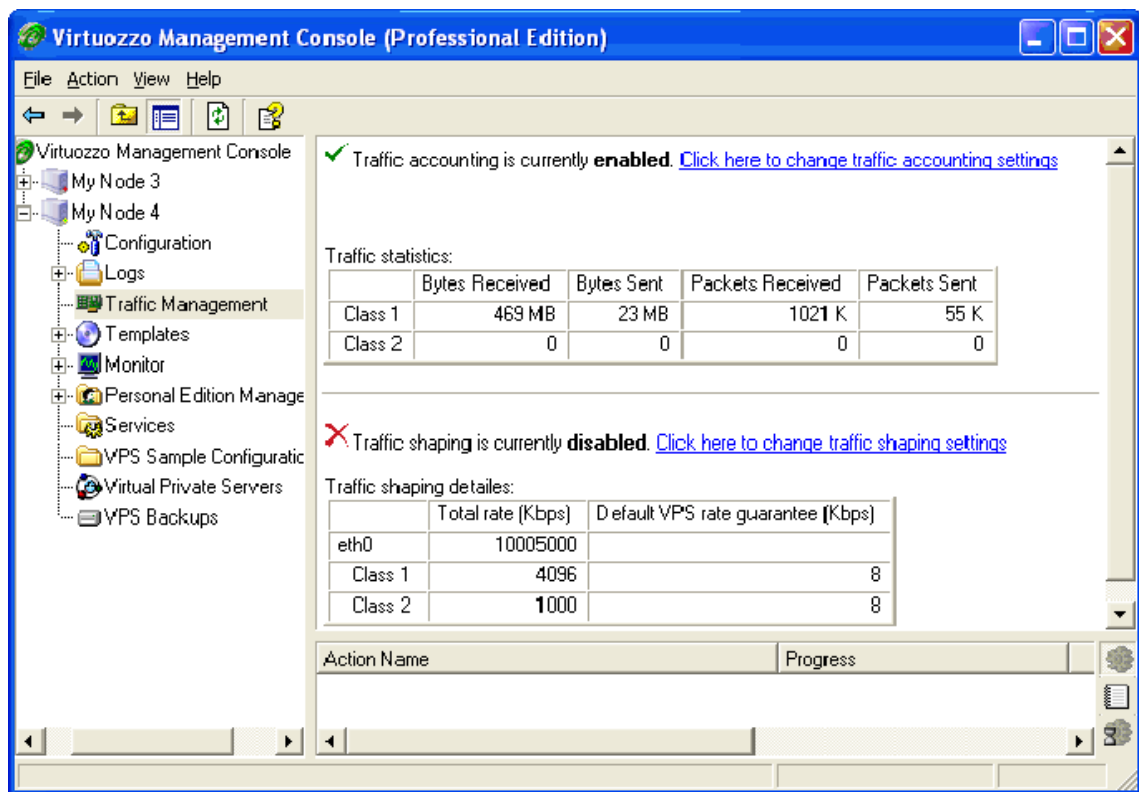 Virtuozzo Management Console (Professional Edition)
File Action View Help
Virtuozzo Management Console
My Node 3
My Node 4
Configuration
Logs
Traffic Management
Templates
Monitor
Personal Edition Manage
Services
VPS Sample Configuratic
Virtual Private Servers
VPS Backups
Traffic accounting is currently enabled. Click here to change traffic accounting settings
Traffic statistics:
Bytes Received Bytes Sent Packets Received Packets Sent
Class 1 469 MB 23 MB 1021 K 55 K
Class 2 0 0 0 0
Traffic shaping is currently disabled. Click here to change traffic shaping settings
Traffic shaping detailes:
Total rate (Kbps) Default VPS rate guarantee (Kbps)
eth0 10005000
Class 1 4096 8
Class 2 1000 8
Action Name Progress